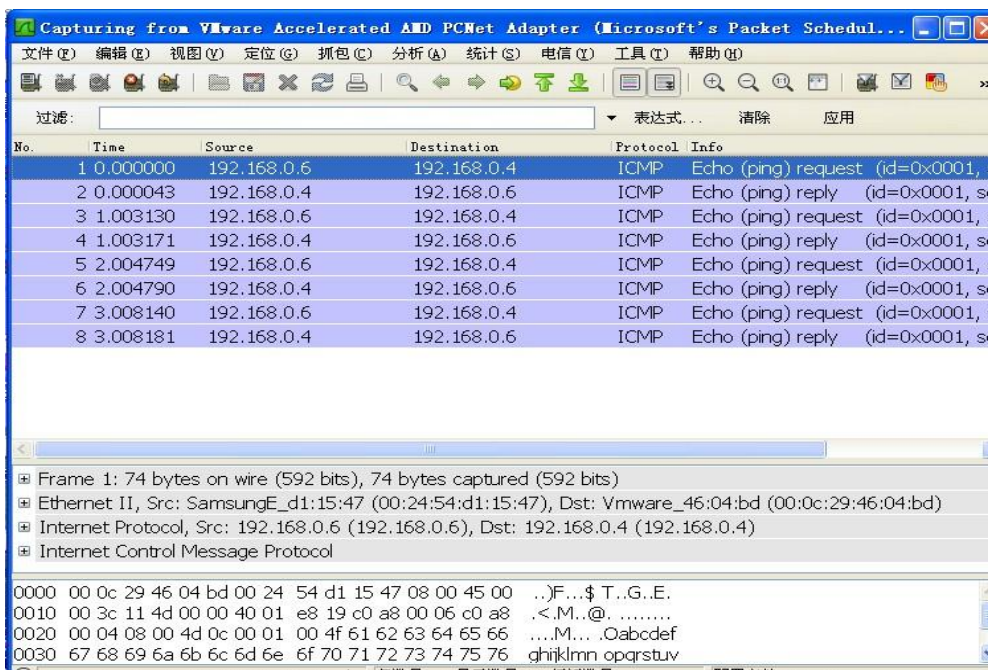 Capturing from VMware Accelerated AMD PCNet Adapter (Microsoft's Packet Schedul...
文件(F) 编辑(E) 视图(V) 定位(G) 抓包(C) 分析(A) 统计(S) 电信(Y) 工具(T) 帮助(H)
过滤: 表达式... 清除 应用
No. Time Source Destination Protocol Info
1 0.000000 192.168.0.6 192.168.0.4 ICMP Echo (ping) request (id=0x0001,
2 0.000043 192.168.0.4 192.168.0.6 ICMP Echo (ping) reply (id=0x0001, s
3 1.003130 192.168.0.6 192.168.0.4 ICMP Echo (ping) request (id=0x0001,
4 1.003171 192.168.0.4 192.168.0.6 ICMP Echo (ping) reply (id=0x0001, s
5 2.004749 192.168.0.6 192.168.0.4 ICMP Echo (ping) request (id=0x0001,
6 2.004790 192.168.0.4 192.168.0.6 ICMP Echo (ping) reply (id=0x0001, s
7 3.008140 192.168.0.6 192.168.0.4 ICMP Echo (ping) request (id=0x0001,
8 3.008181 192.168.0.4 192.168.0.6 ICMP Echo (ping) reply (id=0x0001, s
Frame 1: 74 bytes on wire (592 bits), 74 bytes captured (592 bits)
Ethernet II, Src: SamsungE_d1:15:47 (00:24:54:d1:15:47), Dst: Vmware_46:04:bd (00:0c:29:46:04:bd)
Internet Protocol, Src: 192.168.0.6 (192.168.0.6), Dst: 192.168.0.4 (192.168.0.4)
Internet Control Message Protocol
0000 00 0c 29 46 04 bd 00 24 54 d1 15 47 08 00 45 00 ..)F...$ T..G..E.
0010 00 3c 11 4d 00 00 40 01 e8 19 c0 a8 00 06 c0 a8 .<.M..@. ........
0020 00 04 08 00 4d 0c 00 01 00 4f 61 62 63 64 65 66 ....M... .Oabcdef
0030 67 68 69 6a 6b 6c 6d 6e 6f 70 71 72 73 74 75 76 ghijklmn opqrstuv